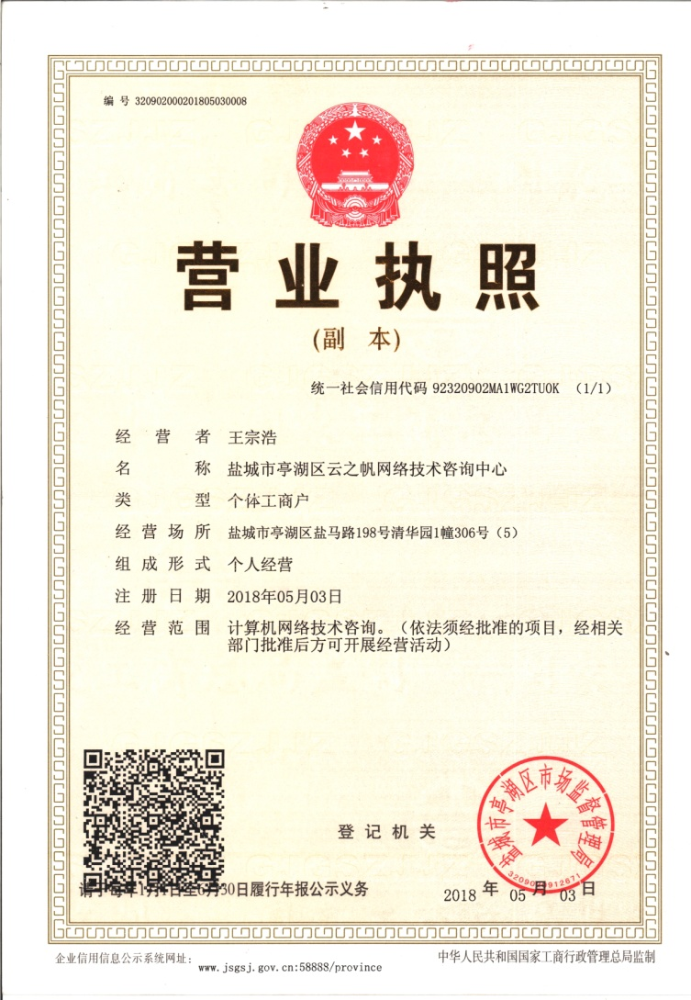 编 号 320902000201805030008
营业执照
(副 本)
统一社会信用代码 92320902MA1WG2TU0K (1/1)
经营者 王宗浩
名称 盐城市亭湖区云之帆网络技术咨询中心
类型 个体工商户
经营场所 盐城市亭湖区盐马路198号清华园1幢306号（5）
组成形式 个人经营
注册日期 2018年05月03日
经营范围 计算机网络技术咨询。（依法须经批准的项目，经相关
部门批准后方可开展经营活动）
盐城市亭湖区市场监督管理局
登记机关
请于每年1月1日至6月30日履行年报公示义务
2018 年 05 月 03 日
企业信用信息公示系统网址：
www.jsgsj.gov.cn:58888/province
中华人民共和国国家工商行政管理总局监制